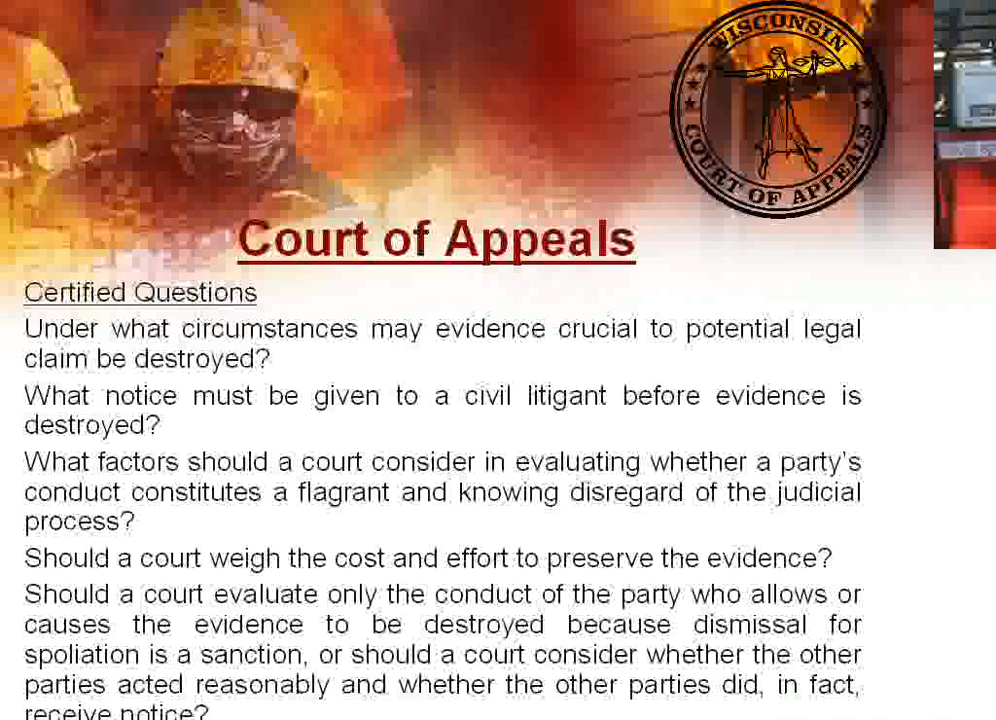 WISCONSIN
COURT OF APPEALS
Court of Appeals
Certified Questions
Under what circumstances may evidence crucial to potential legal
claim be destroyed?
What notice must be given to a civil litigant before evidence is
destroyed?
What factors should a court consider in evaluating whether a party's
conduct constitutes a flagrant and knowing disregard of the judicial
process?
Should a court weigh the cost and effort to preserve the evidence?
Should a court evaluate only the conduct of the party who allows or
causes the evidence to be destroyed because dismissal for
spoliation is a sanction, or should a court consider whether the other
parties acted reasonably and whether the other parties did, in fact,
receive notice?